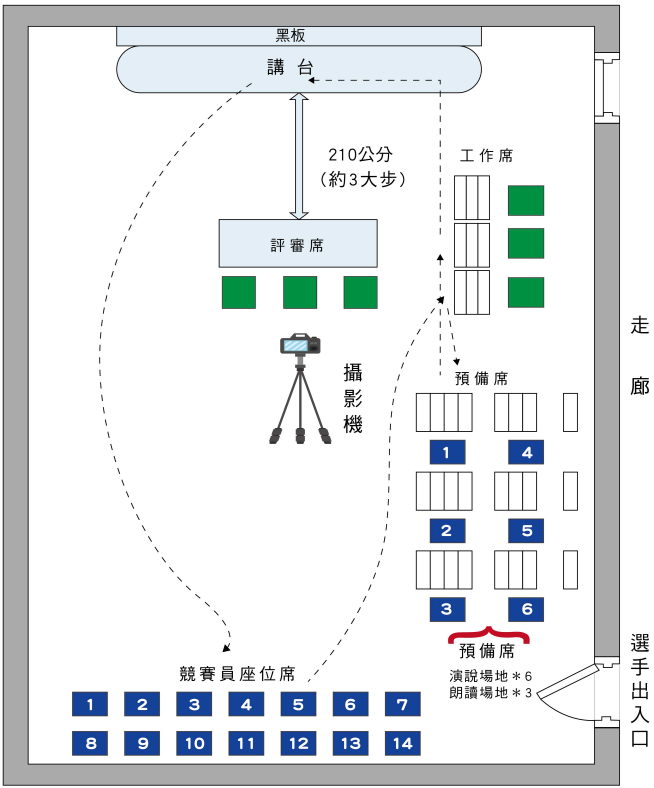 黑板
講台
210公分
（約3大步）
工作席
評審席
走廊
攝影機
預備席
1 4
2 5
3 6
預備席
演說場地＊6
朗讀場地＊3
選手出入口
競賽員座位席
1 2 3 4 5 6 7
8 9 10 11 12 13 14